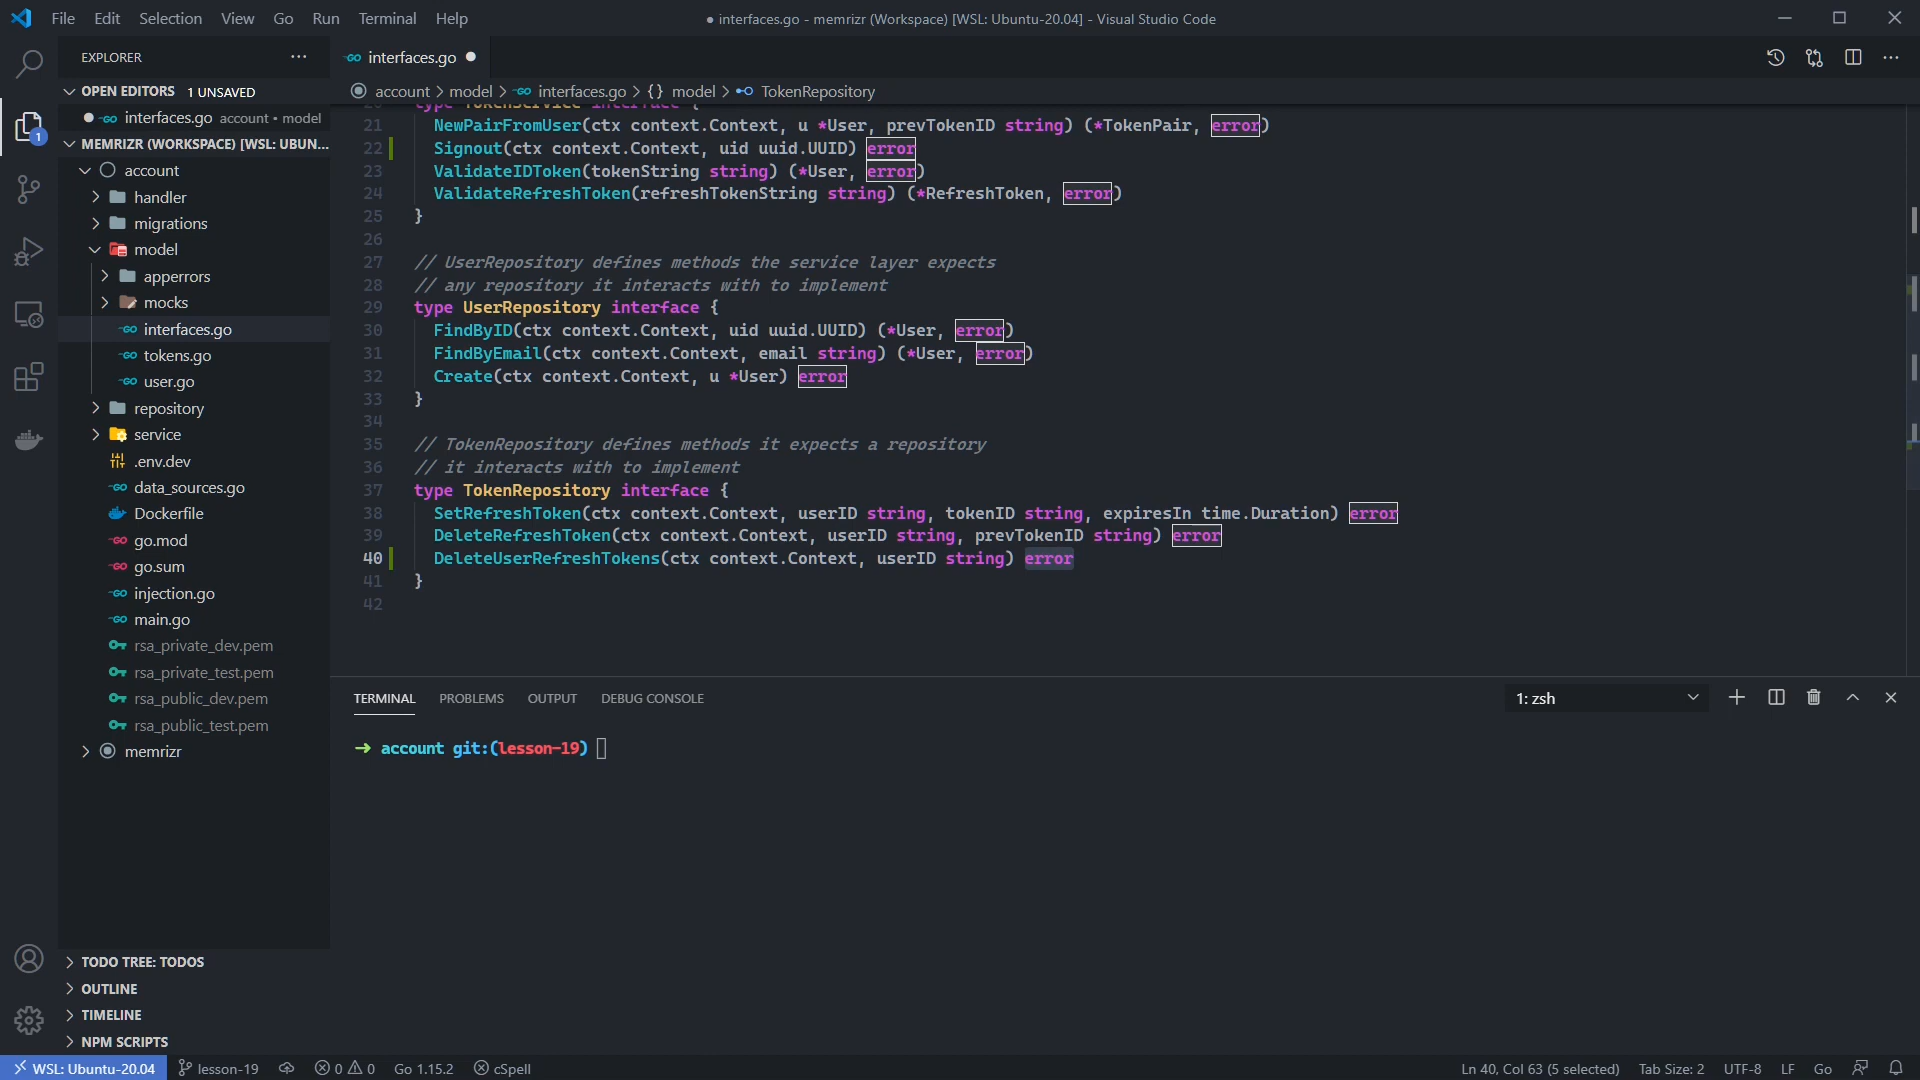 File Edit Selection View Go Run Terminal Help
● interfaces.go - memrizr (Workspace) [WSL: Ubuntu-20.04] - Visual Studio Code
EXPLORER
interfaces.go
OPEN EDITORS 1 UNSAVED
interfaces.go account • model
MEMRIZR (WORKSPACE) [WSL: UBUN...
account
handler
migrations
model
apperrors
mocks
interfaces.go
tokens.go
user.go
repository
service
.env.dev
data_sources.go
Dockerfile
go.mod
go.sum
injection.go
main.go
rsa_private_dev.pem
rsa_private_test.pem
rsa_public_dev.pem
rsa_public_test.pem
memrizr
TODO TREE: TODOS
OUTLINE
TIMELINE
NPM SCRIPTS
account > model > interfaces.go > {} model > TokenRepository
20 type TokenService interface {
21 NewPairFromUser(ctx context.Context, u *User, prevTokenID string) (*TokenPair, error)
22 Signout(ctx context.Context, uid uuid.UUID) error
23 ValidateIDToken(tokenString string) (*User, error)
24 ValidateRefreshToken(refreshTokenString string) (*RefreshToken, error)
25 }
26
27 // UserRepository defines methods the service layer expects
28 // any repository it interacts with to implement
29 type UserRepository interface {
30 FindByID(ctx context.Context, uid uuid.UUID) (*User, error)
31 FindByEmail(ctx context.Context, email string) (*User, error)
32 Create(ctx context.Context, u *User) error
33 }
34
35 // TokenRepository defines methods it expects a repository
36 // it interacts with to implement
37 type TokenRepository interface {
38 SetRefreshToken(ctx context.Context, userID string, tokenID string, expiresIn time.Duration) error
39 DeleteRefreshToken(ctx context.Context, userID string, prevTokenID string) error
40 DeleteUserRefreshTokens(ctx context.Context, userID string) error
41 }
42
TERMINAL PROBLEMS OUTPUT DEBUG CONSOLE
1: zsh
→ account git:(lesson-19)
1
WSL: Ubuntu-20.04 lesson-19 0 0 Go 1.15.2 cSpell
Ln 40, Col 63 (5 selected) Tab Size: 2 UTF-8 LF Go